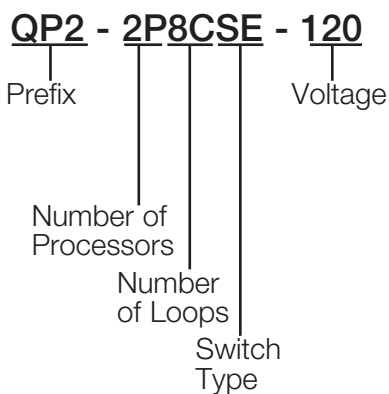 QP2 - 2P8CSE - 120
Prefix
Voltage
Number of
Processors
Number
of Loops
Switch
Type